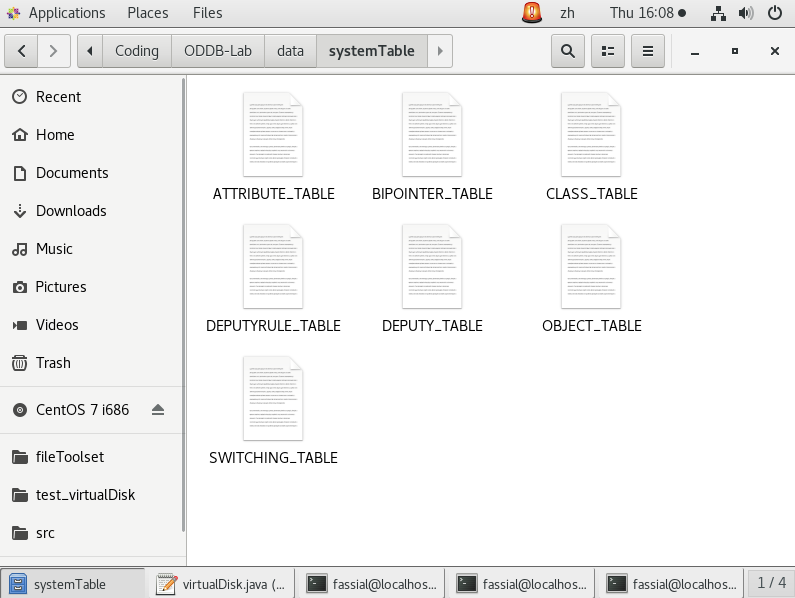 Applications Places Files zh Thu 16:08
Coding ODDB-Lab data systemTable
Recent
Home
Documents
Downloads
Music
Pictures
Videos
Trash
CentOS 7 i686
fileToolset
test_virtualDisk
src
ATTRIBUTE_TABLE BIPOINTER_TABLE CLASS_TABLE
DEPUTYRULE_TABLE DEPUTY_TABLE OBJECT_TABLE
SWITCHING_TABLE
systemTable virtualDisk.java (... fassial@localhos... fassial@localhos... fassial@localhos... 1 / 4